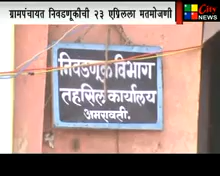 ग्रामपंचायत निवडणूकीची २३ एप्रिलला मतमोजणी
City
NEWS
निवडणूक विभाग
तहसिल कार्यालय
अमरावती.